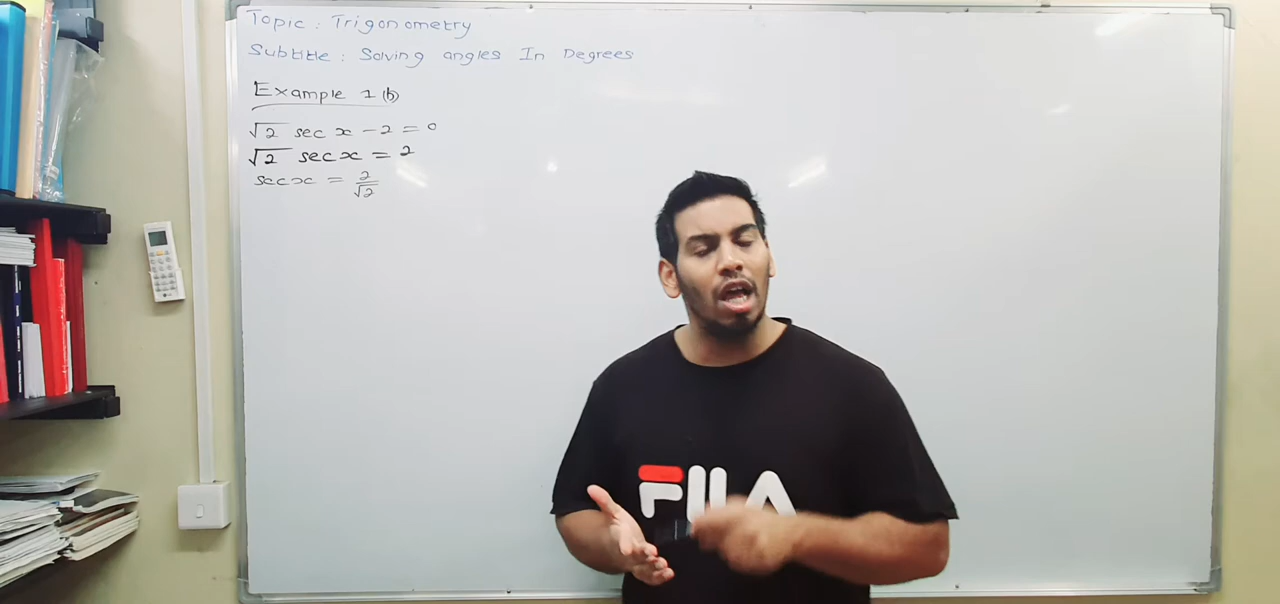 Topic : Trigonometry
Subtitle : Solving angles In Degrees
Example 1 (b)
√2 sec x - 2 = 0
√2 sec x = 2
sec x = 2/√2
FILA